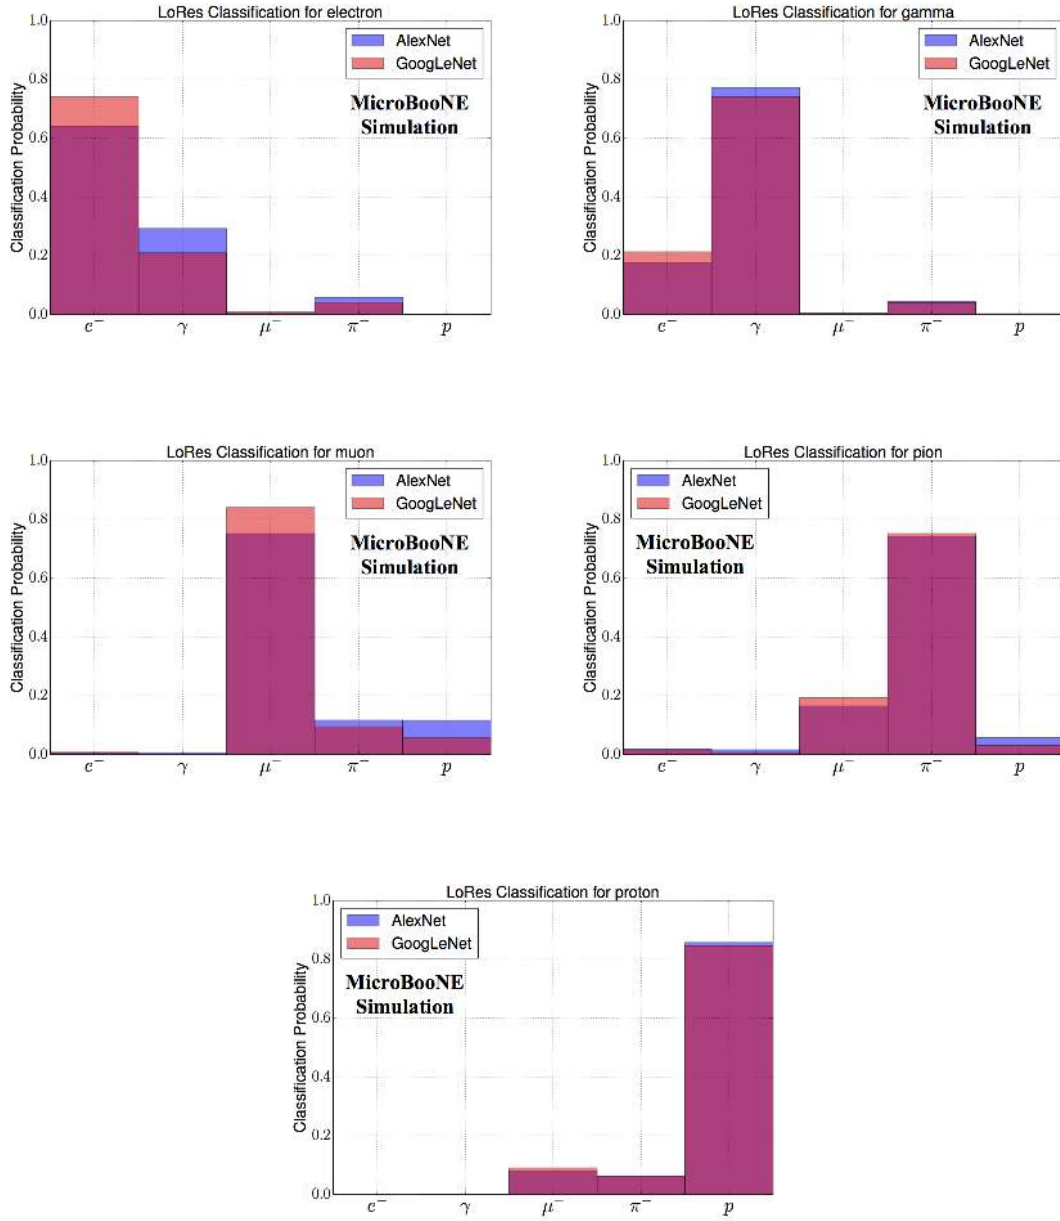 LoRes Classification for electron
1.0
0.8
0.6
0.4
0.2
0.0
Classification Probability
AlexNet
GoogLeNet
MicroBooNE
Simulation
e⁻ γ μ⁻ π⁻ p
LoRes Classification for gamma
1.0
0.8
0.6
0.4
0.2
0.0
Classification Probability
AlexNet
GoogLeNet
MicroBooNE
Simulation
e⁻ γ μ⁻ π⁻ p
LoRes Classification for muon
1.0
0.8
0.6
0.4
0.2
0.0
Classification Probability
AlexNet
GoogLeNet
MicroBooNE
Simulation
e⁻ γ μ⁻ π⁻ p
LoRes Classification for pion
1.0
0.8
0.6
0.4
0.2
0.0
Classification Probability
AlexNet
GoogLeNet
MicroBooNE
Simulation
e⁻ γ μ⁻ π⁻ p
LoRes Classification for proton
1.0
0.8
0.6
0.4
0.2
0.0
Classification Probability
AlexNet
GoogLeNet
MicroBooNE
Simulation
e⁻ γ μ⁻ π⁻ p